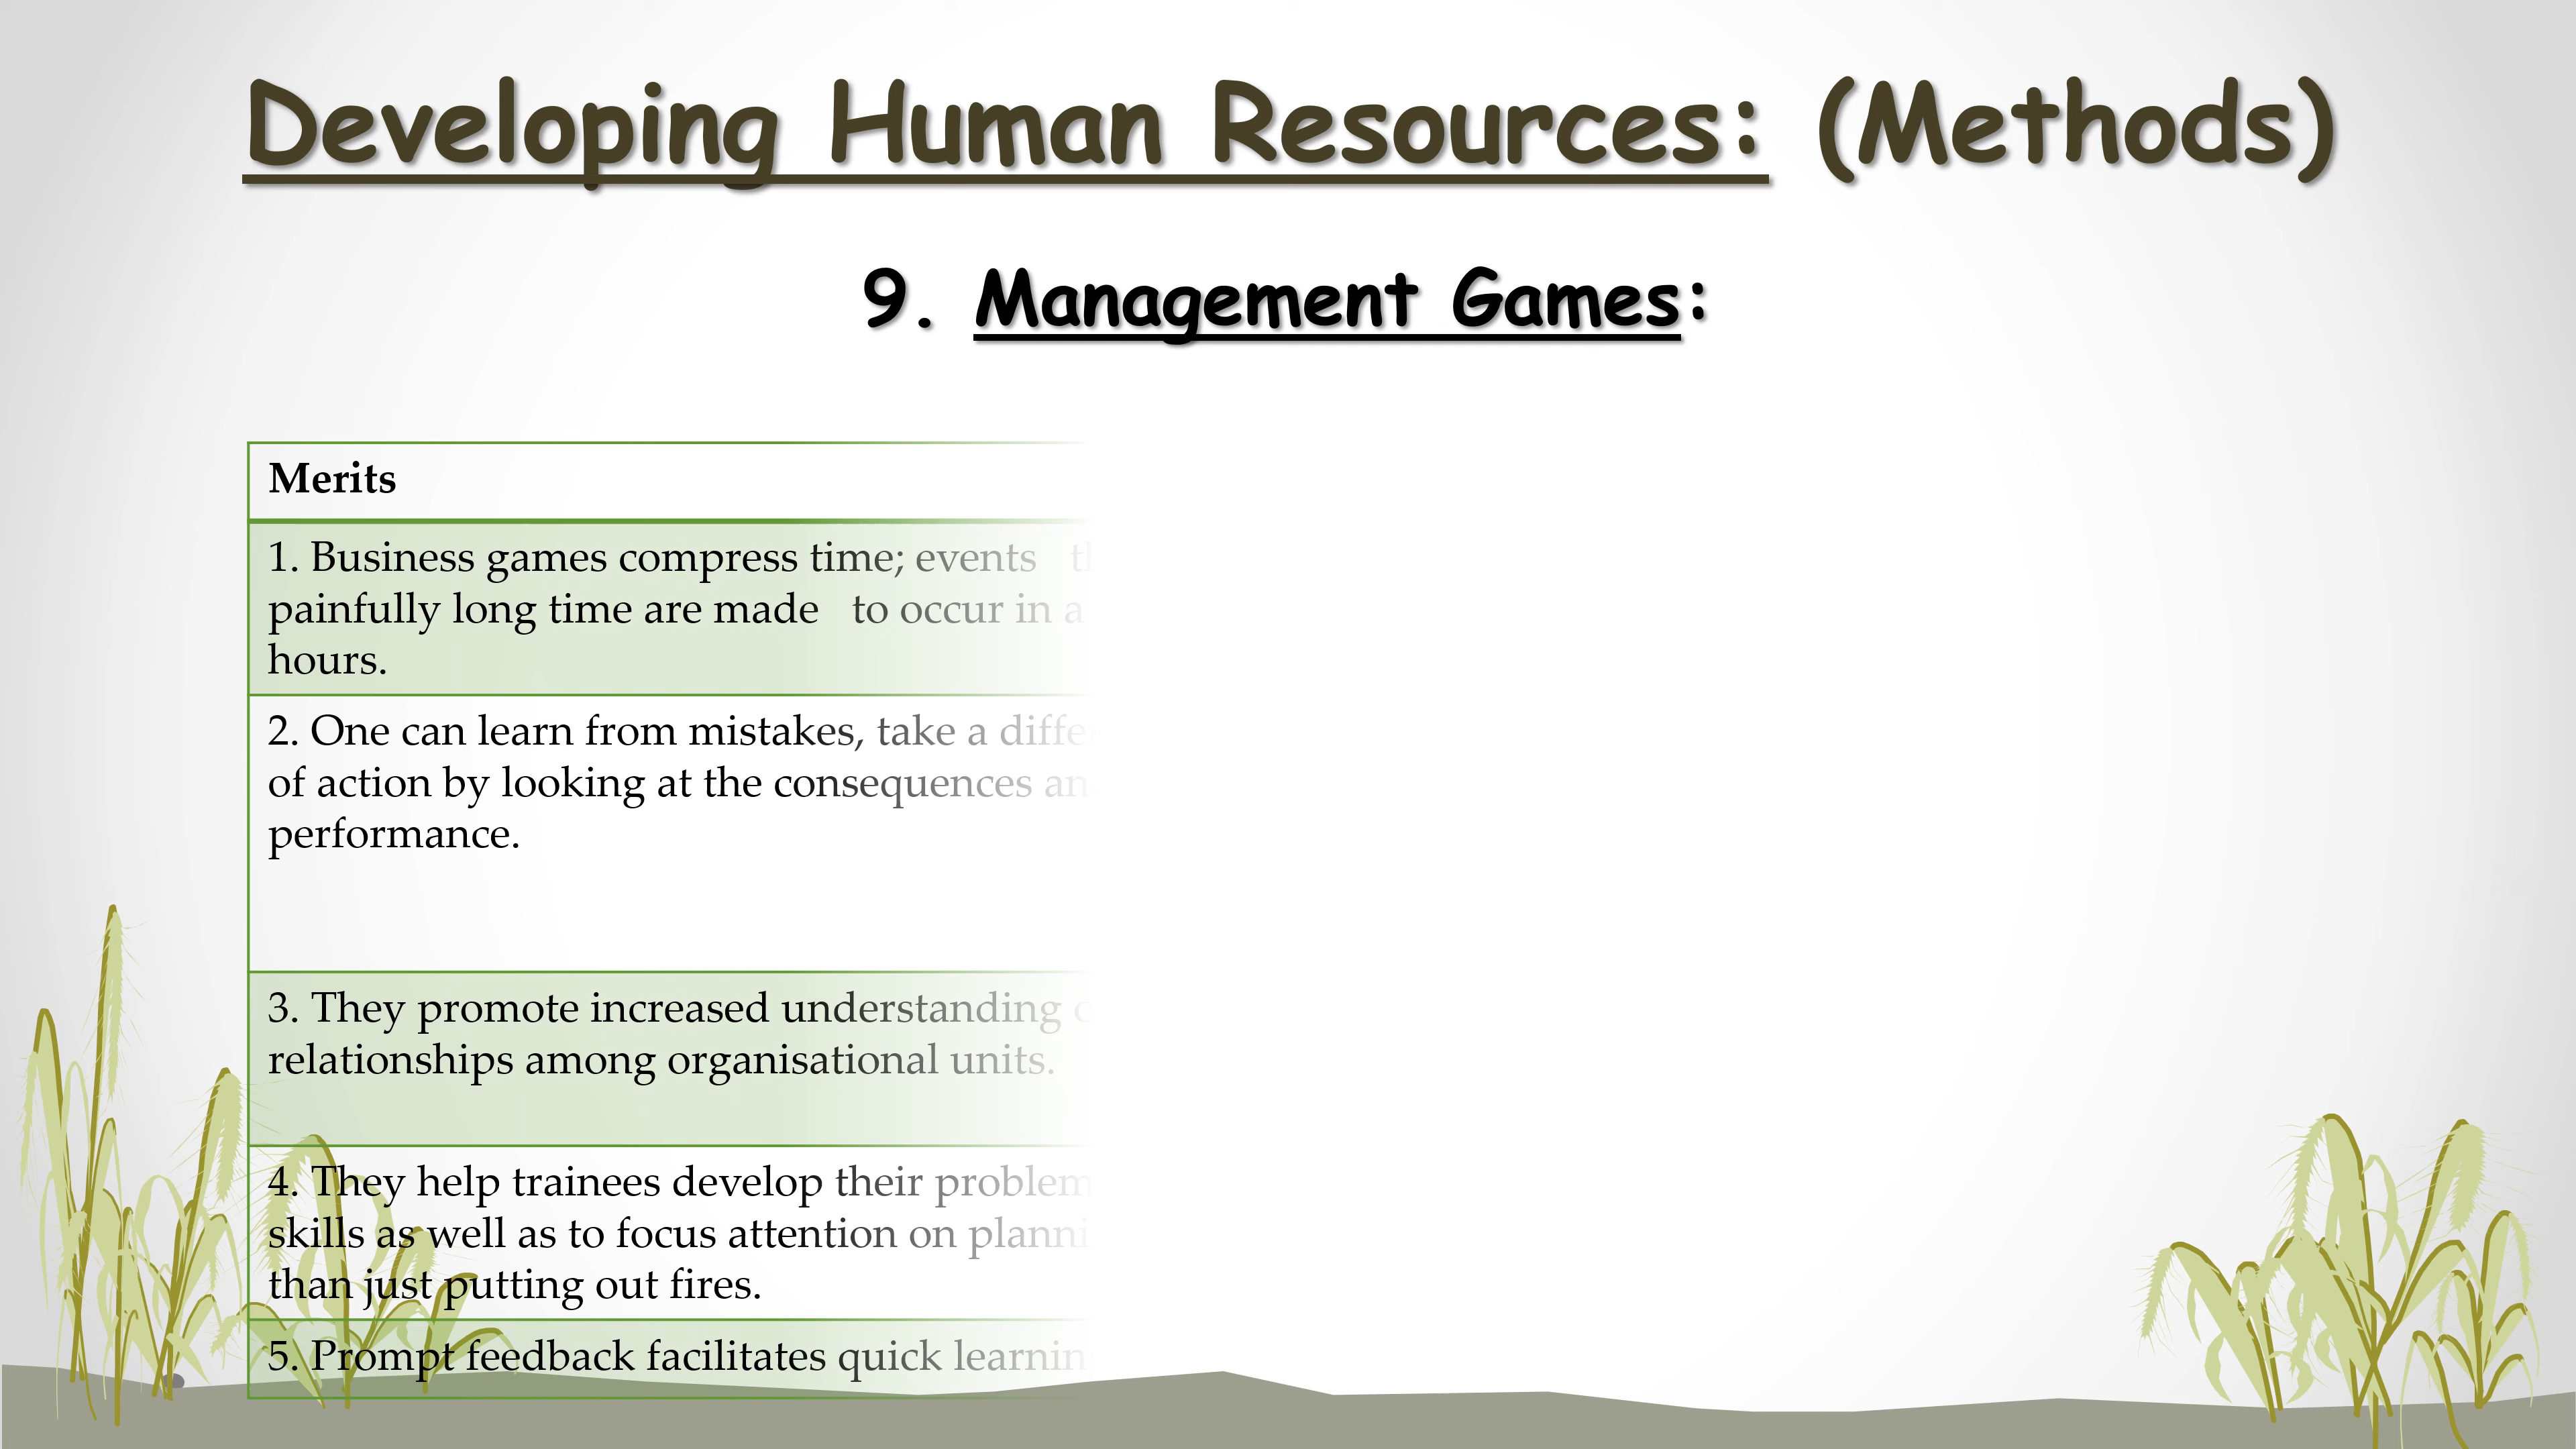 Developing Human Resources: (Methods)
9. Management Games:
Merits
1. Business games compress time; events
painfully long time are made to occur in a
hours.
2. One can learn from mistakes, take a
of action by looking at the consequences
performance.
3. They promote increased understanding
relationships among organisational units.
4. They help trainees develop their problem
skills as well as to focus attention on
than just putting out fires.
5. Prompt feedback facilitates quick